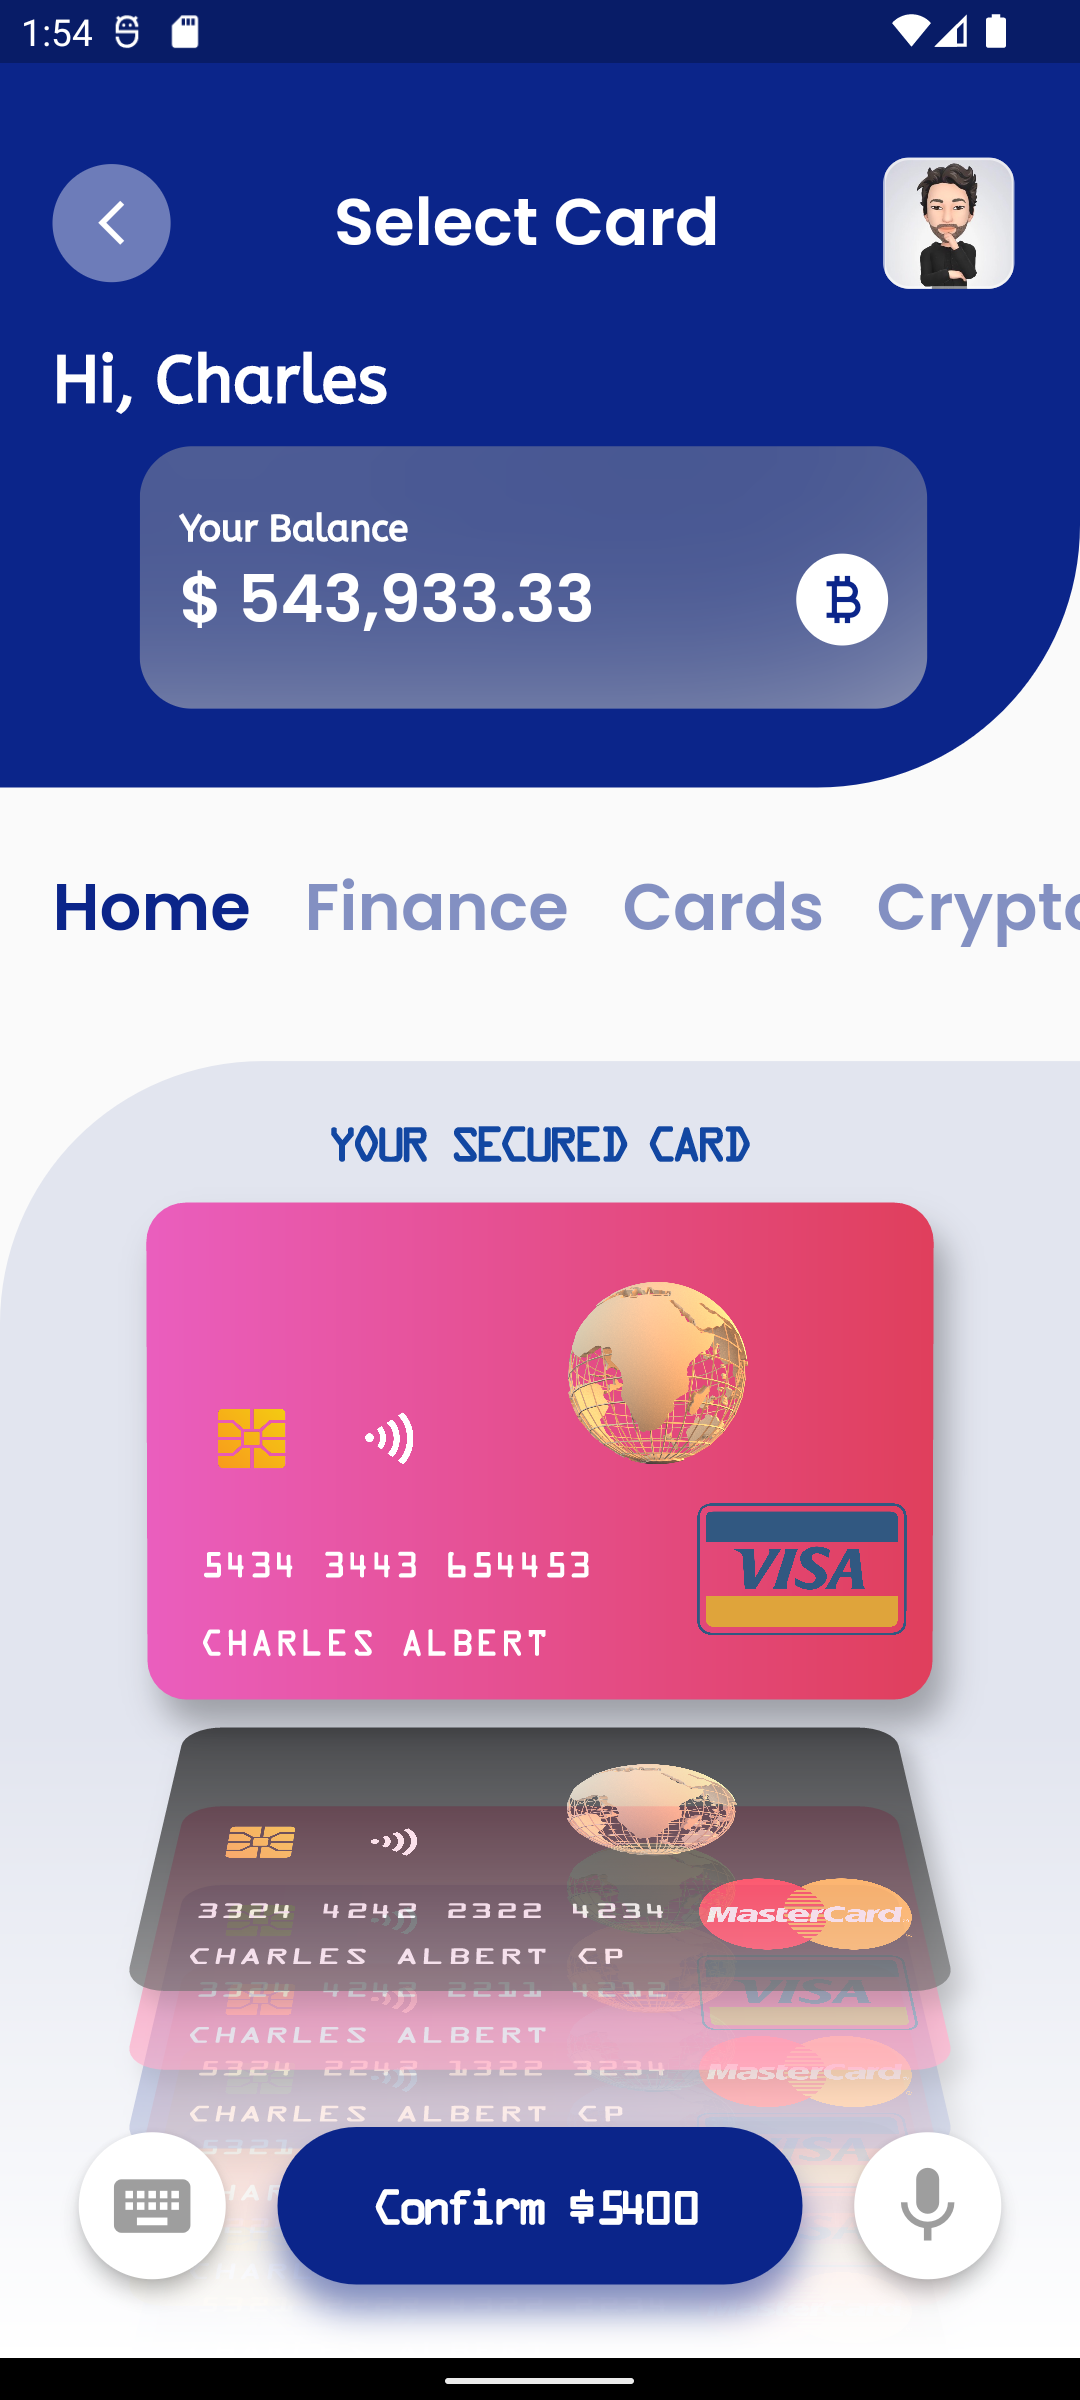 1:54
Select Card
Hi, Charles
Your Balance
$ 543,933.33
Home Finance Cards Crypto
YOUR SECURED CARD
5434 3443 654453
VISA
CHARLES ALBERT
3324 4242 2322 4234
MasterCard
CHARLES ALBERT CP
3324 4242 2211 4212
VISA
CHARLES ALBERT
5324 2242 1322 3234
MasterCard
CHARLES ALBERT CP
5321
Confirm $5400